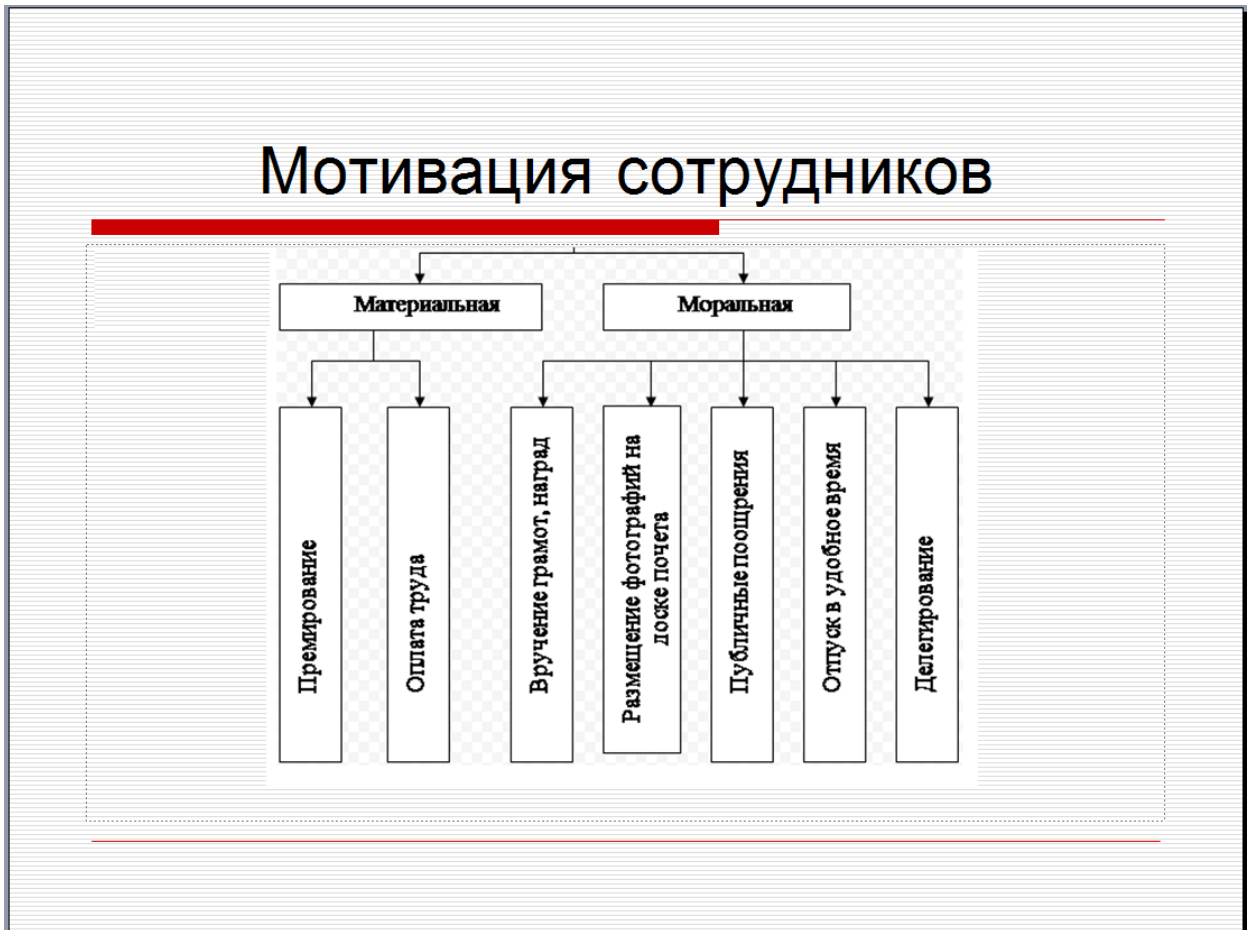 Мотивация сотрудников
Материальная
Моральная
Премирование
Оплата труда
Вручение грамот, наград
Размещение фотографий на
доске почета
Публичные поощрения
Отпуск в удобное время
Делегирование